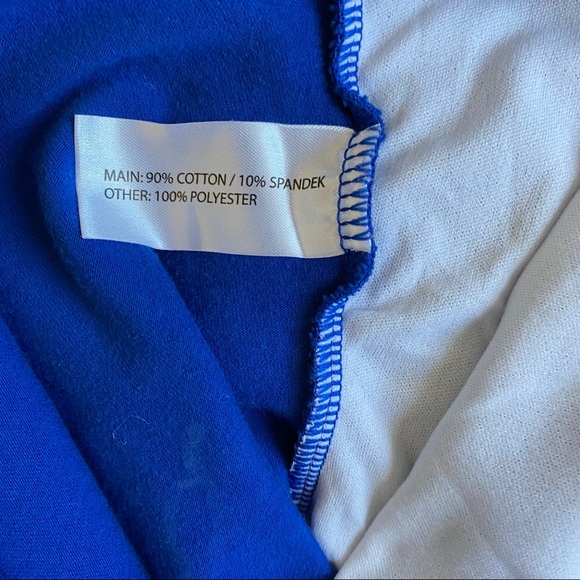 MAIN: 90% COTTON / 10% SPANDEK
OTHER: 100% POLYESTER